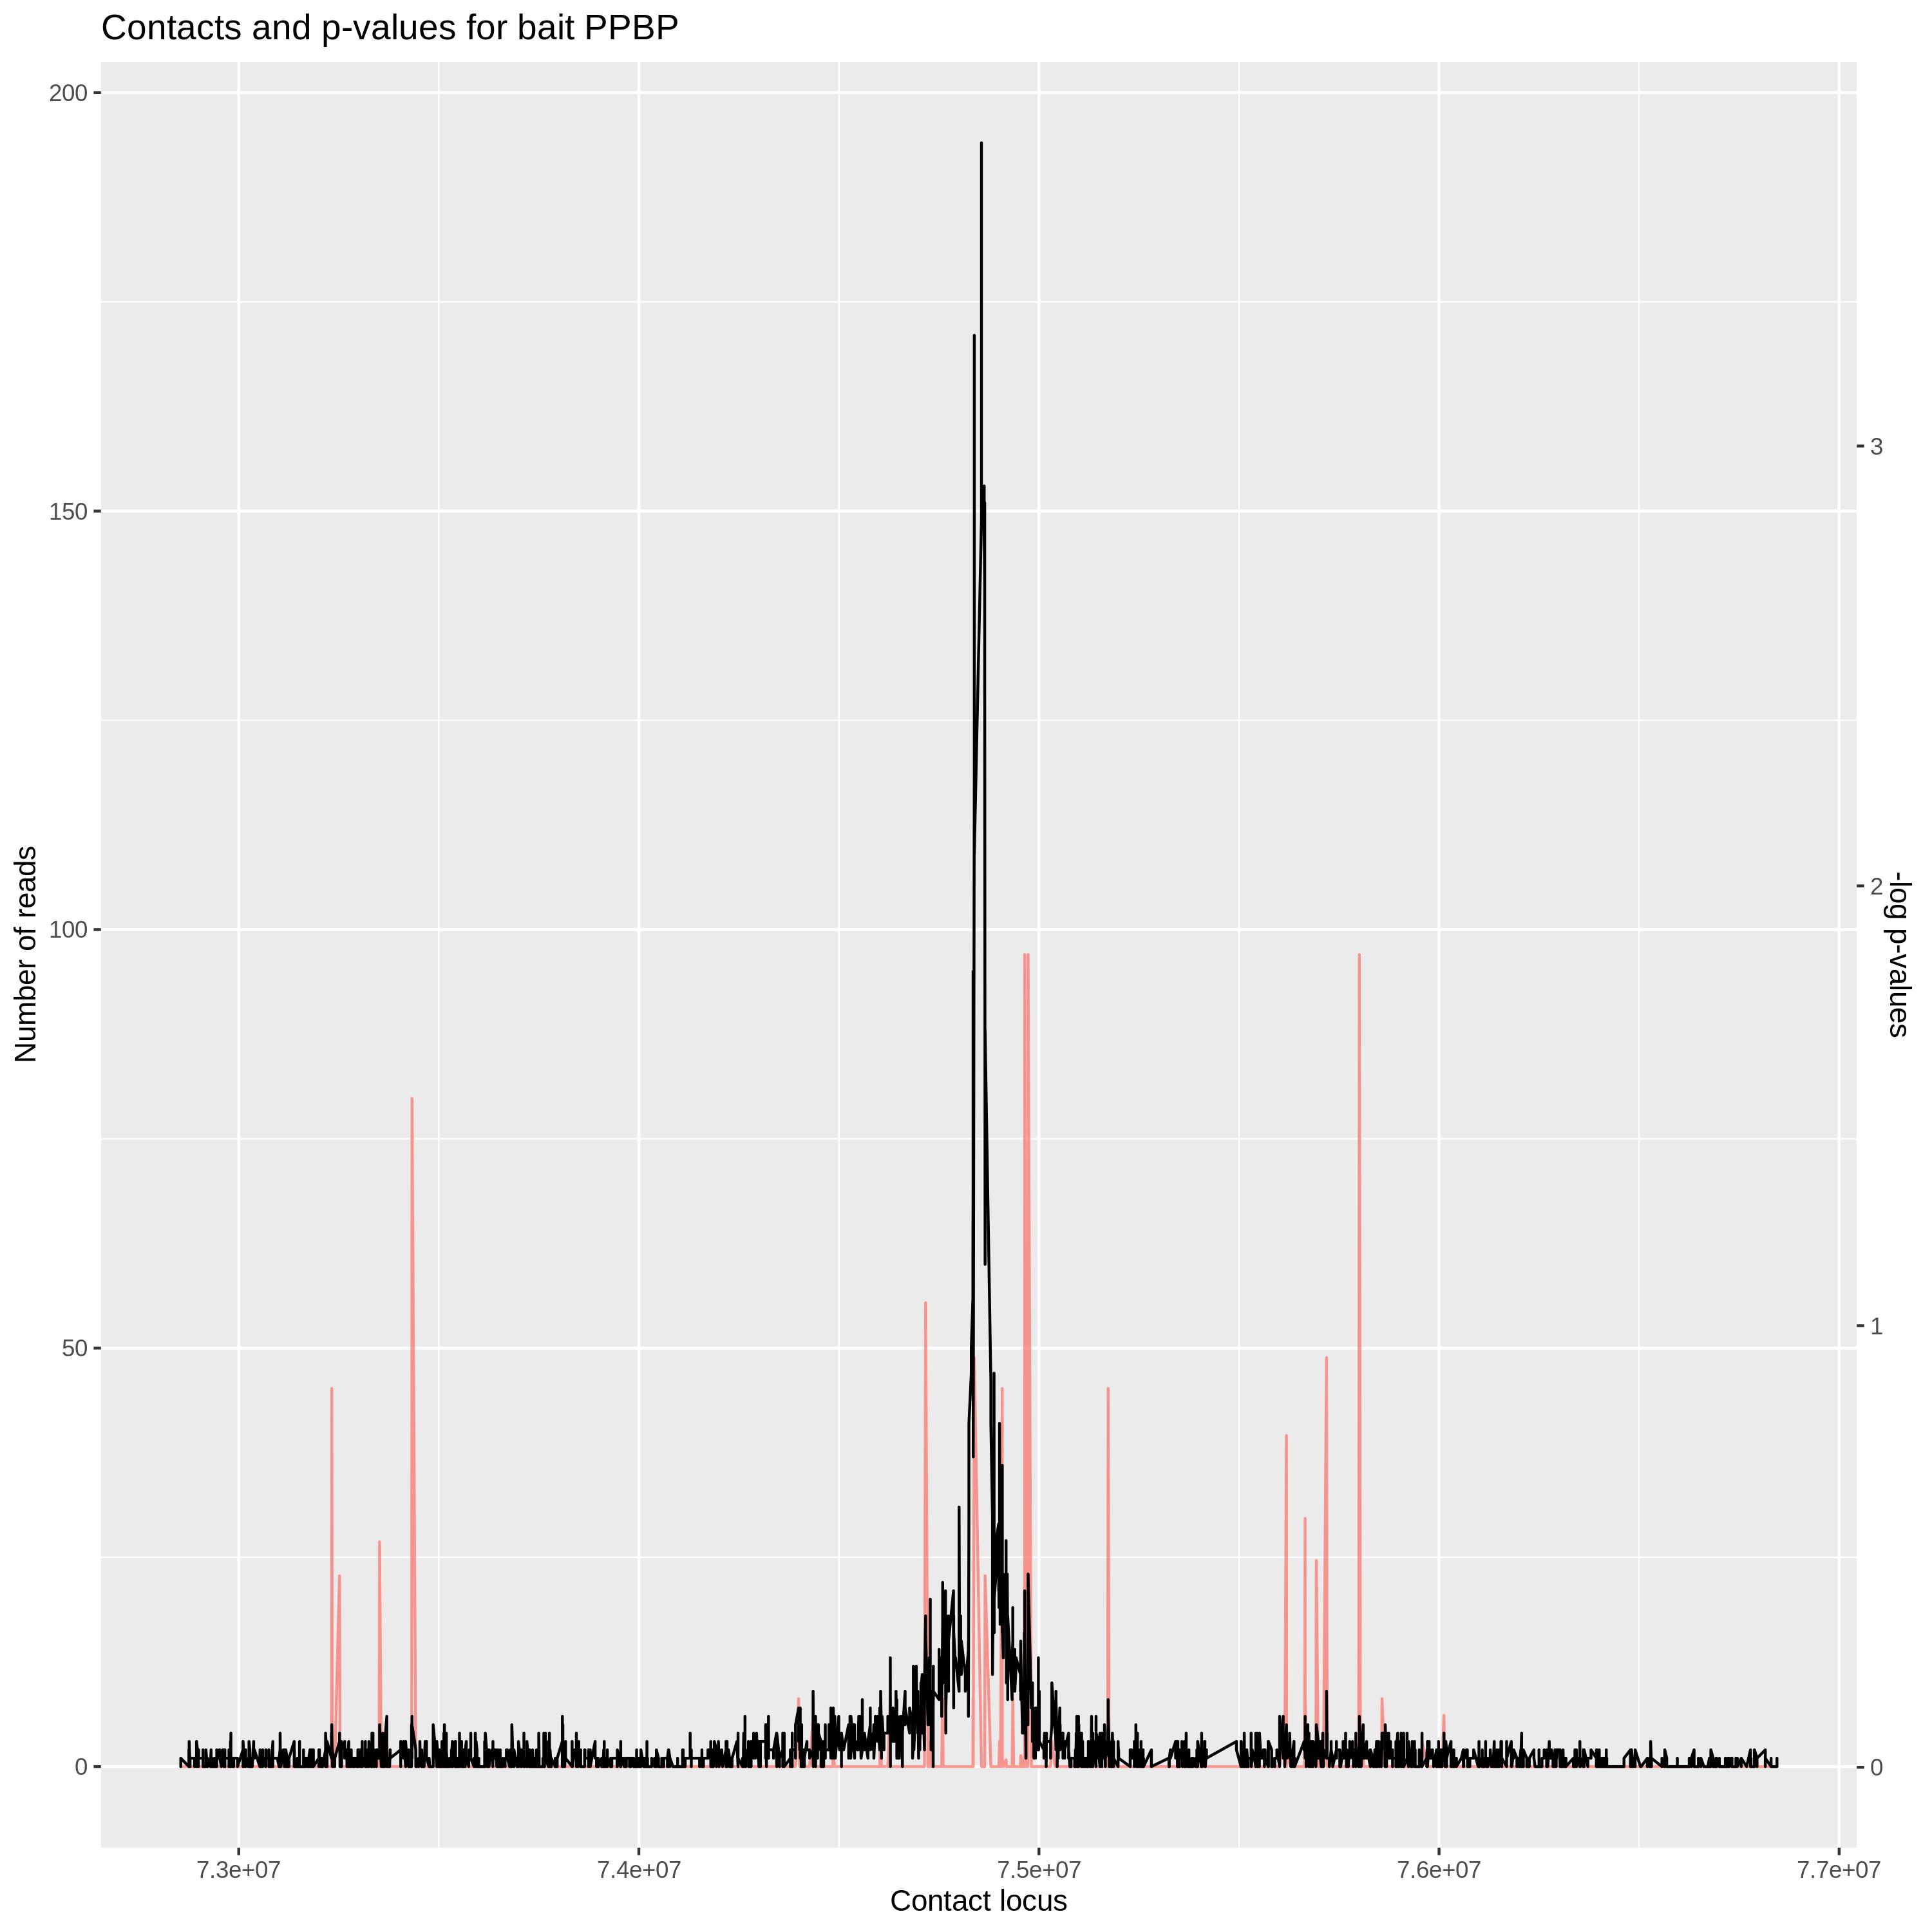 Contacts and p-values for bait PPBP
200
150
100
50
0
Number of reads
3
2
1
0
-log p-values
7.3e+07
7.4e+07
7.5e+07
7.6e+07
7.7e+07
Contact locus